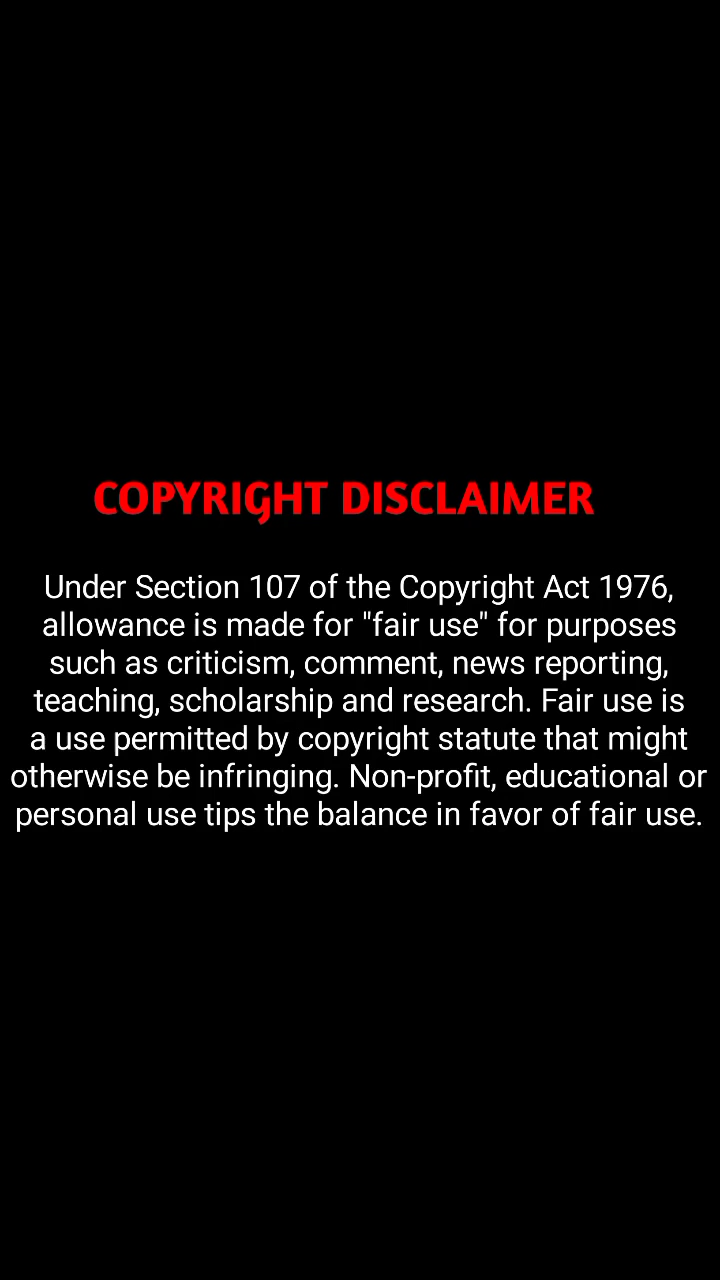 COPYRIGHT DISCLAIMER
Under Section 107 of the Copyright Act 1976,
allowance is made for "fair use" for purposes
such as criticism, comment, news reporting,
teaching, scholarship and research. Fair use is
a use permitted by copyright statute that might
otherwise be infringing. Non-profit, educational or
personal use tips the balance in favor of fair use.